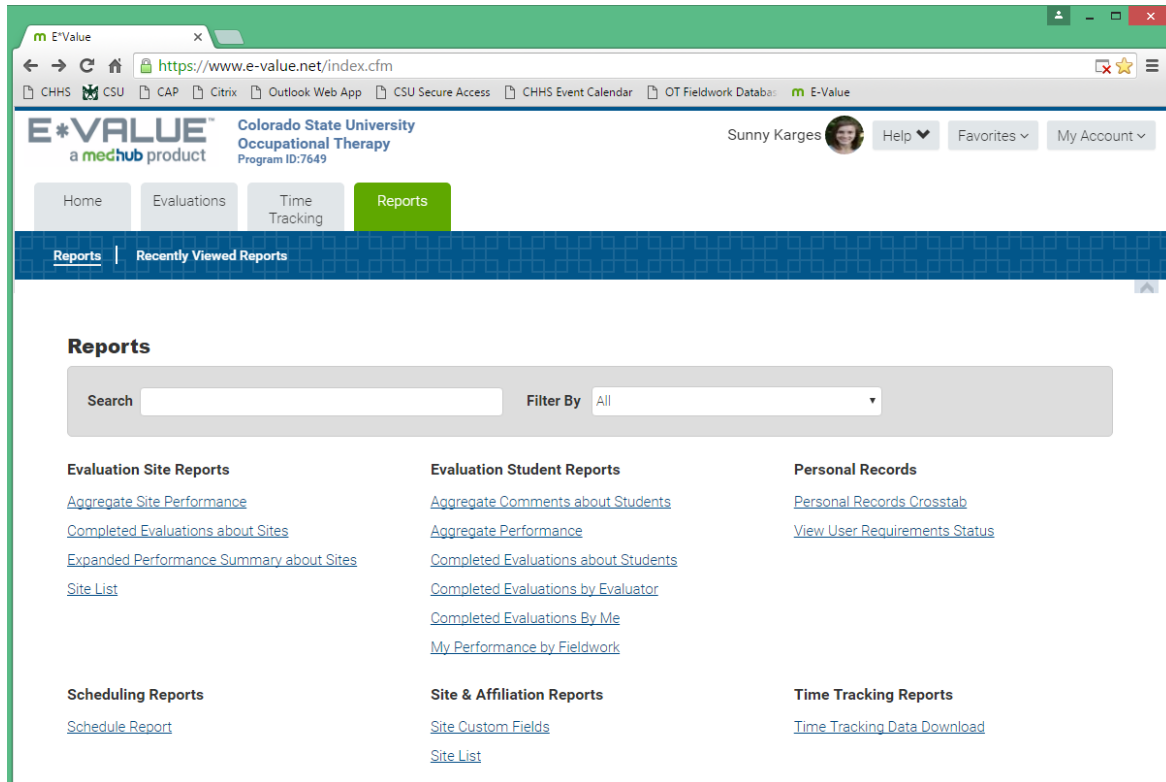 m E*Value
https://www.e-value.net/index.cfm
CHHS CSU CAP Citrix Outlook Web App CSU Secure Access CHHS Event Calendar OT Fieldwork Databas m E-Value
E*VALUE™
a medhub product
Colorado State University
Occupational Therapy
Program ID:7649
Sunny Karges Help Favorites My Account
Home Evaluations Time Tracking Reports
Reports Recently Viewed Reports
Reports
Search Filter By All
Evaluation Site Reports
Aggregate Site Performance
Completed Evaluations about Sites
Expanded Performance Summary about Sites
Site List
Evaluation Student Reports
Aggregate Comments about Students
Aggregate Performance
Completed Evaluations about Students
Completed Evaluations by Evaluator
Completed Evaluations By Me
My Performance by Fieldwork
Personal Records
Personal Records Crosstab
View User Requirements Status
Scheduling Reports
Schedule Report
Site & Affiliation Reports
Site Custom Fields
Site List
Time Tracking Reports
Time Tracking Data Download